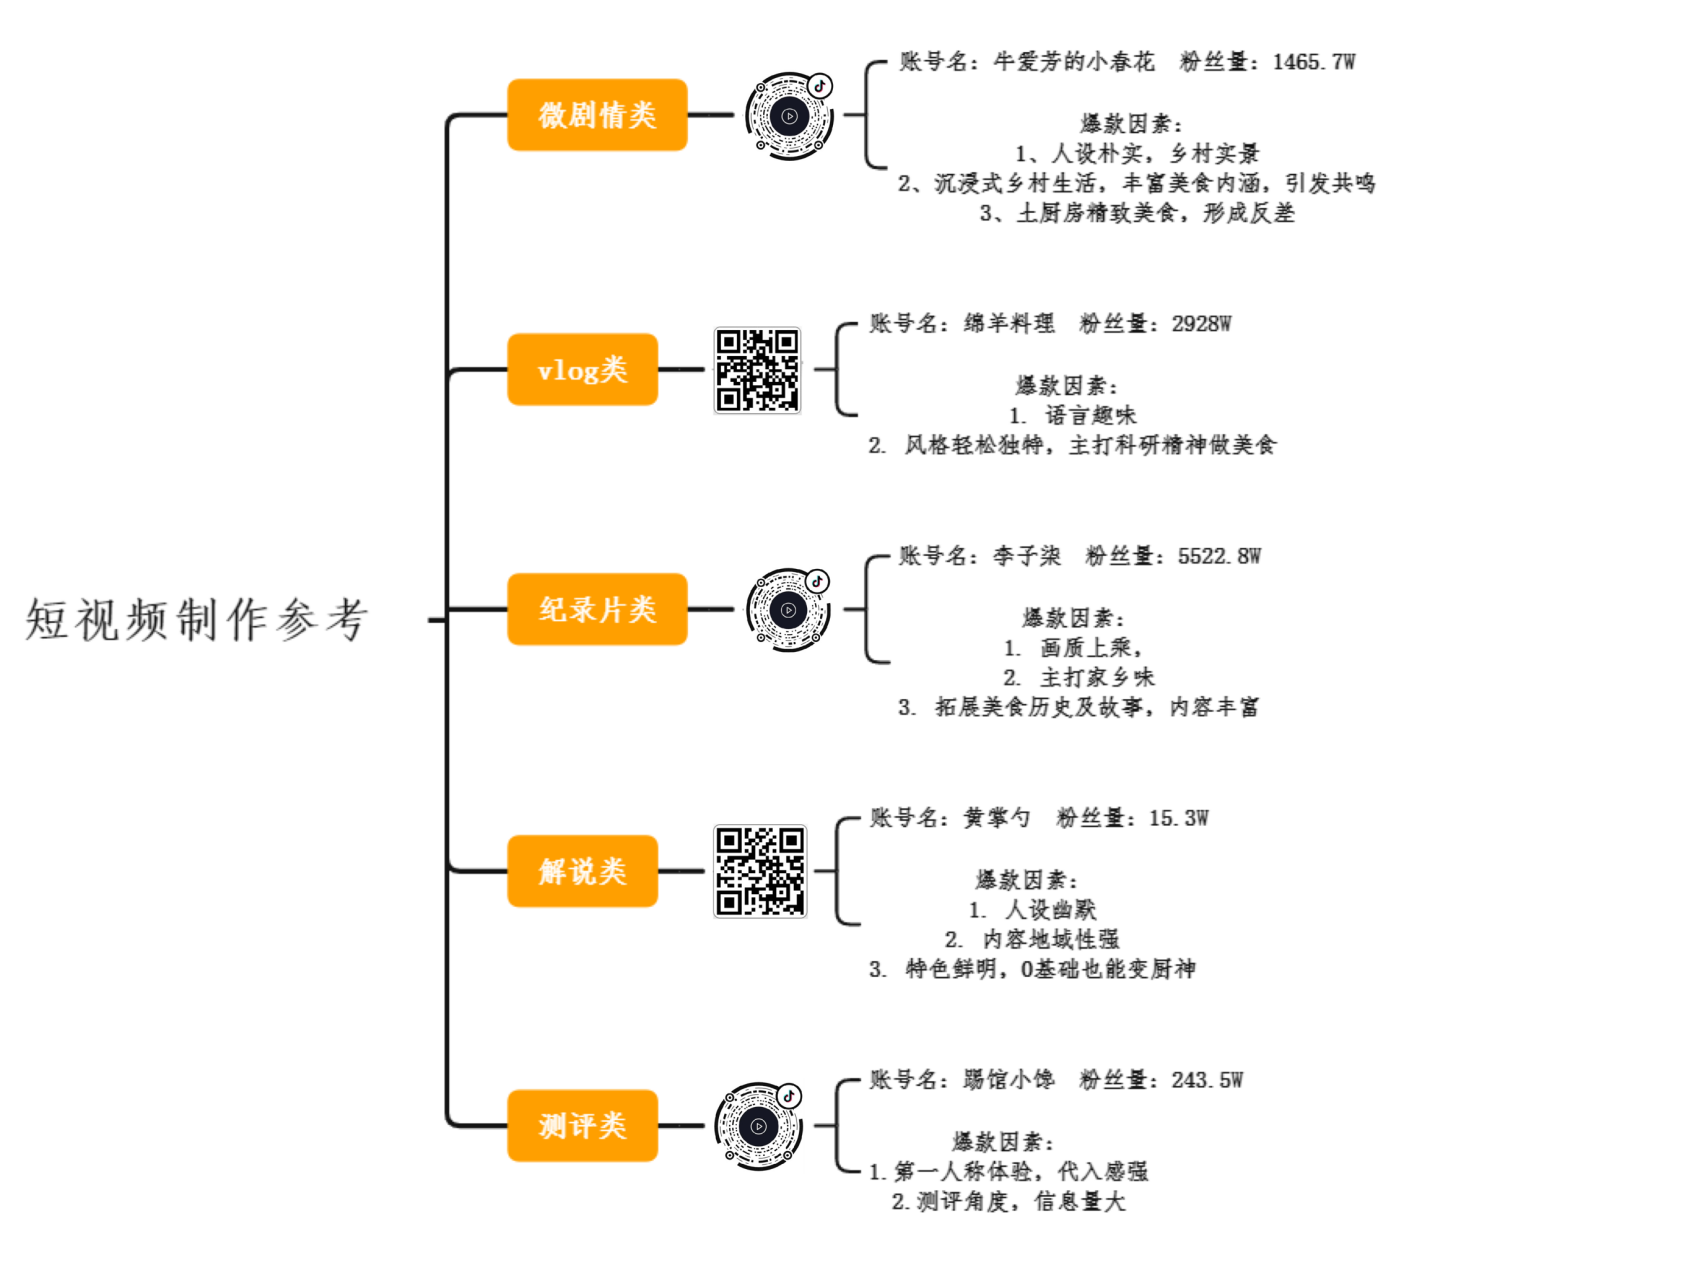 短视频制作参考
微剧情类
账号名：牛爱芳的小春花 粉丝量：1465.7W
爆款因素：
1、人设朴实，乡村实景
2、沉浸式乡村生活，丰富美食内涵，引发共鸣
3、土厨房精致美食，形成反差
vlog类
账号名：绵羊料理 粉丝量：2928W
爆款因素：
1. 语言趣味
2. 风格轻松独特，主打科研精神做美食
纪录片类
账号名：李子柒 粉丝量：5522.8W
爆款因素：
1. 画质上乘，
2. 主打家乡味
3. 拓展美食历史及故事，内容丰富
解说类
账号名：黄掌勺 粉丝量：15.3W
爆款因素：
1. 人设幽默
2. 内容地域性强
3. 特色鲜明，0基础也能变厨神
测评类
账号名：踢馆小馋 粉丝量：243.5W
爆款因素：
1.第一人称体验，代入感强
2.测评角度，信息量大